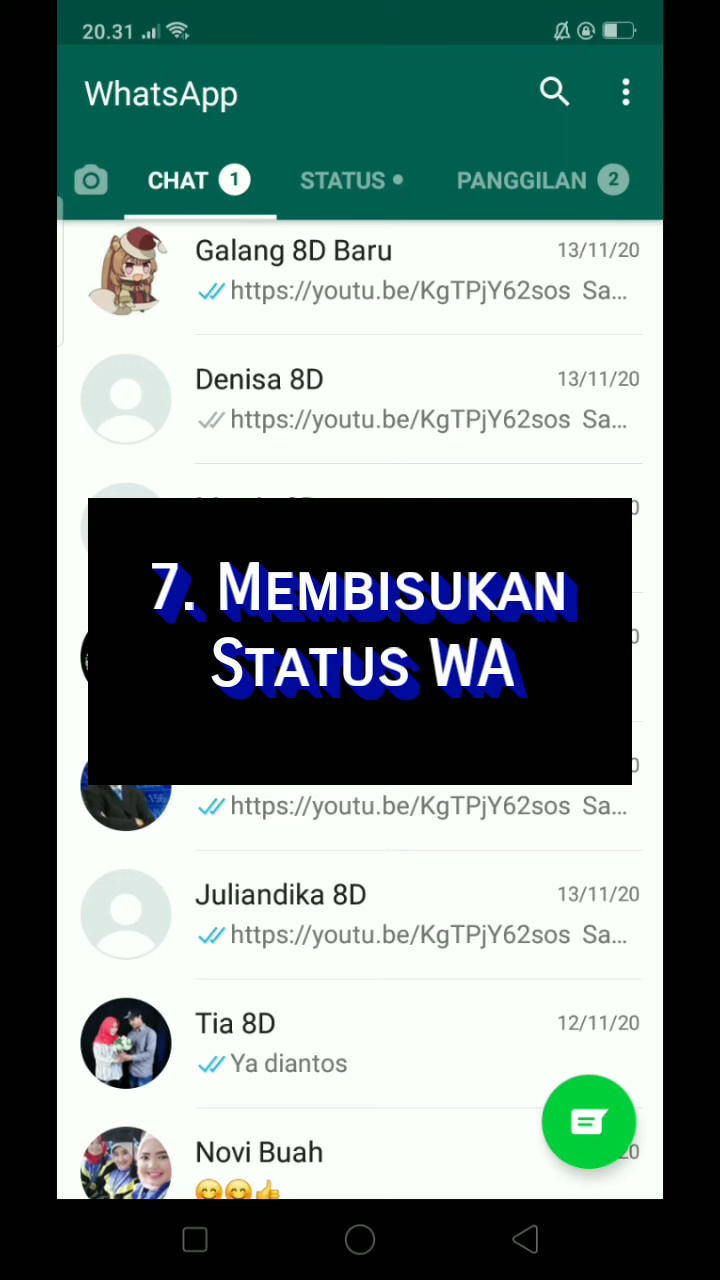 20.31
WhatsApp
CHAT 1 STATUS PANGGILAN 2
Galang 8D Baru 13/11/20
https://youtu.be/KgTPjY62sos Sa...
Denisa 8D 13/11/20
https://youtu.be/KgTPjY62sos Sa...
7. MEMBISUKAN
STATUS WA
https://youtu.be/KgTPjY62sos Sa...
Juliandika 8D 13/11/20
https://youtu.be/KgTPjY62sos Sa...
Tia 8D 12/11/20
Ya diantos
Novi Buah
😊😊👍